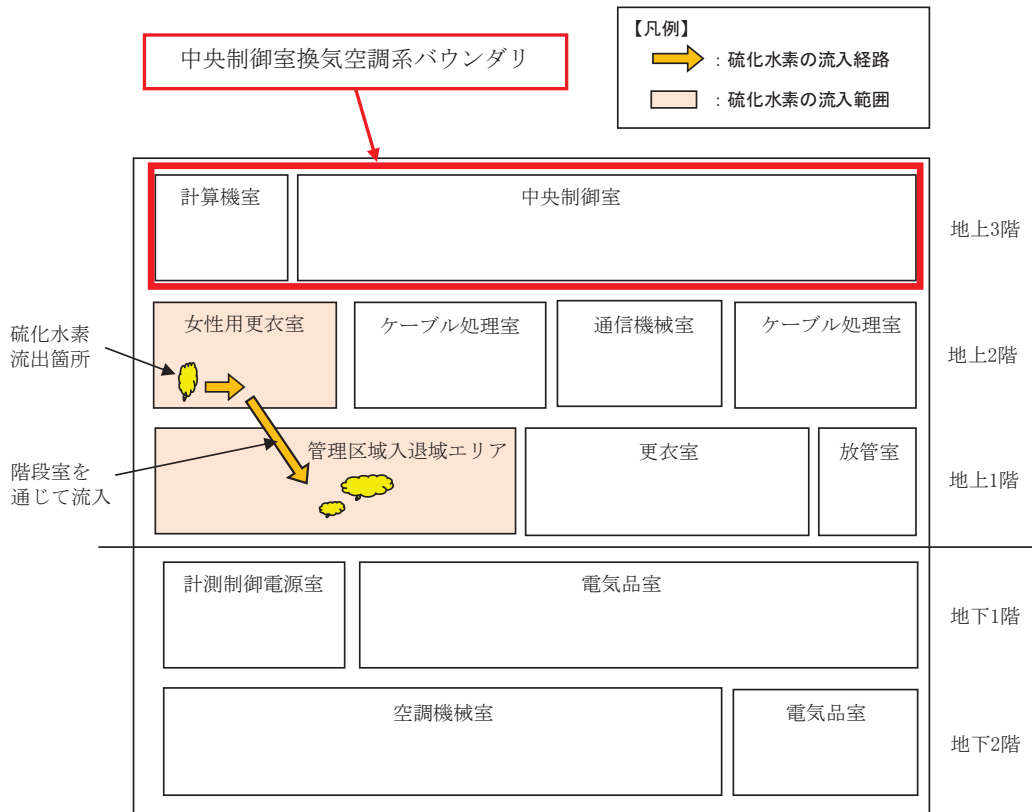 【凡例】
:硫化水素の流入経路
:硫化水素の流入範囲
中央制御室換気空調系バウンダリ
計算機室
中央制御室
地上3階
硫化水素
流出箇所
女性用更衣室
ケーブル処理室
通信機械室
ケーブル処理室
地上2階
階段室を
通じて流入
管理区域入退域エリア
更衣室
放管室
地上1階
計測制御電源室
電気品室
地下1階
空調機械室
電気品室
地下2階